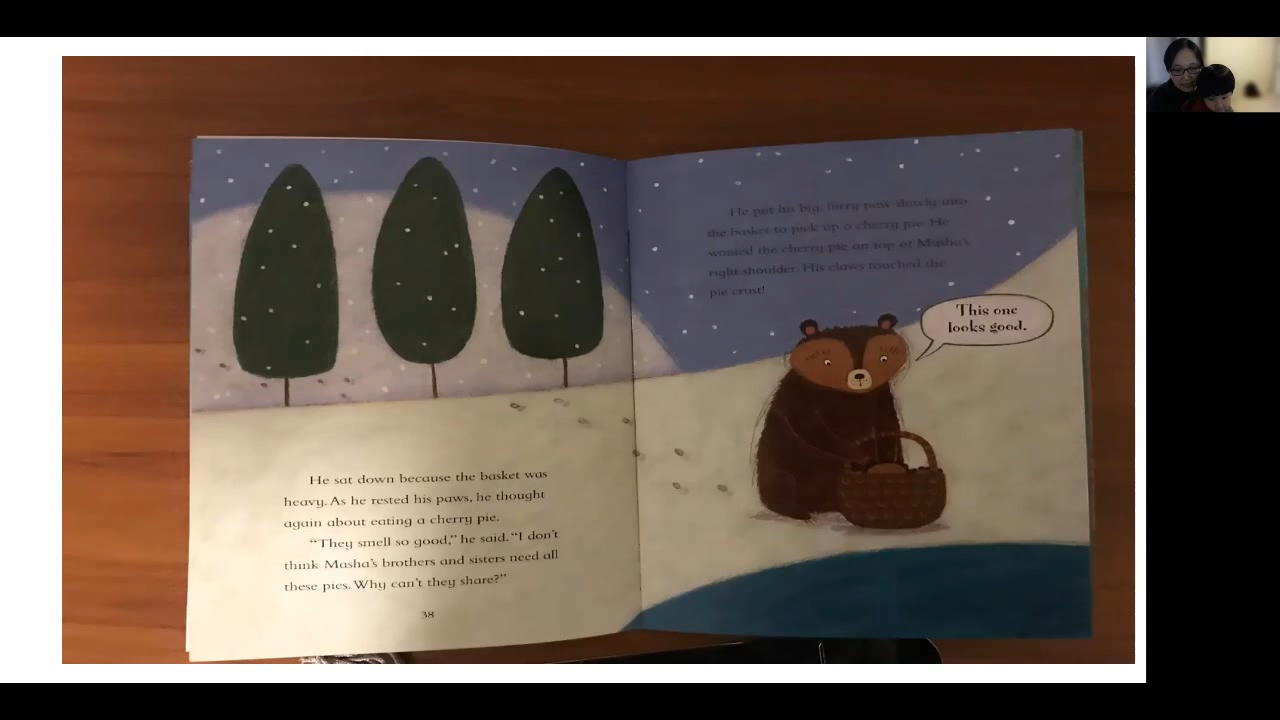 He sat down because the basket was
heavy. As he rested his paws, he thought
again about eating a cherry pie.
“They smell so good,” he said. “I don’t
think Masha’s brothers and sisters need all
these pies. Why can’t they share?”
38
He put his big, furry paw slowly into
the basket to pick up a cherry pie. He
wanted the cherry pie on top of Masha’s
right shoulder. His claws touched the
pie crust!
This one
looks good.